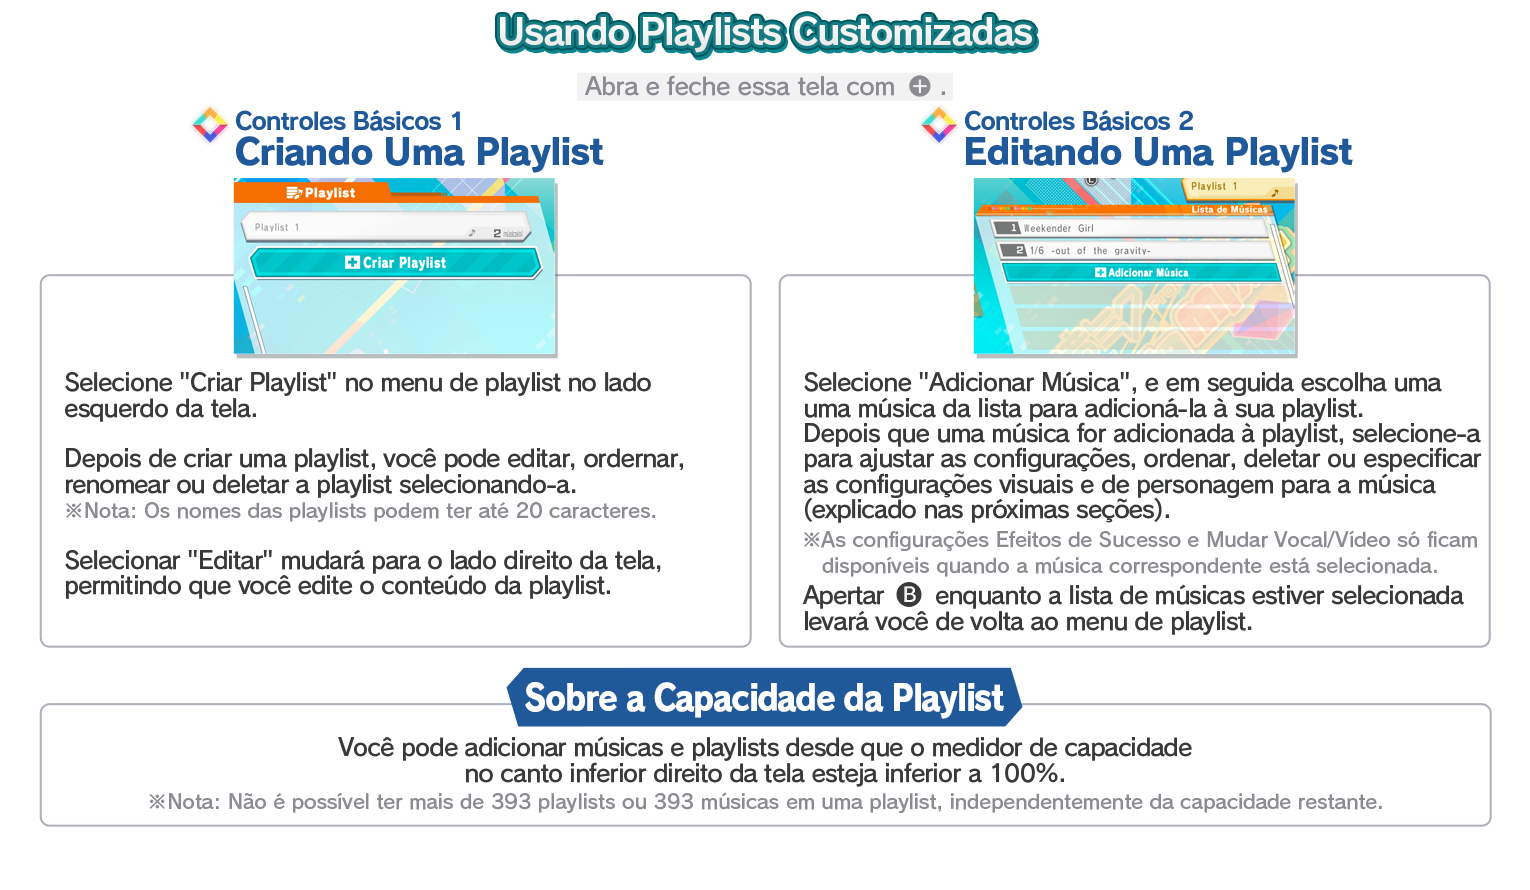 Usando Playlists Customizadas
Abra e feche essa tela com ⊕ .
Controles Básicos 1
Criando Uma Playlist
Playlist
Playlist 1
♪ 2 música(s)
Criar Playlist
Selecione "Criar Playlist" no menu de playlist no lado
esquerdo da tela.
Depois de criar uma playlist, você pode editar, ordernar,
renomear ou deletar a playlist selecionando-a.
※Nota: Os nomes das playlists podem ter até 20 caracteres.
Selecionar "Editar" mudará para o lado direito da tela,
permitindo que você edite o conteúdo da playlist.
Controles Básicos 2
Editando Uma Playlist
Playlist 1
♪
Lista de Músicas
1 Weekender Girl
2 1/6 -out of the gravity-
Adicionar Música
Selecione "Adicionar Música", e em seguida escolha uma
uma música da lista para adicioná-la à sua playlist.
Depois que uma música for adicionada à playlist, selecione-a
para ajustar as configurações, ordenar, deletar ou especificar
as configurações visuais e de personagem para a música
(explicado nas próximas seções).
※As configurações Efeitos de Sucesso e Mudar Vocal/Vídeo só ficam
disponíveis quando a música correspondente está selecionada.
Apertar B enquanto a lista de músicas estiver selecionada
levará você de volta ao menu de playlist.
Sobre a Capacidade da Playlist
Você pode adicionar músicas e playlists desde que o medidor de capacidade
no canto inferior direito da tela esteja inferior a 100%.
※Nota: Não é possível ter mais de 393 playlists ou 393 músicas em uma playlist, independentemente da capacidade restante.